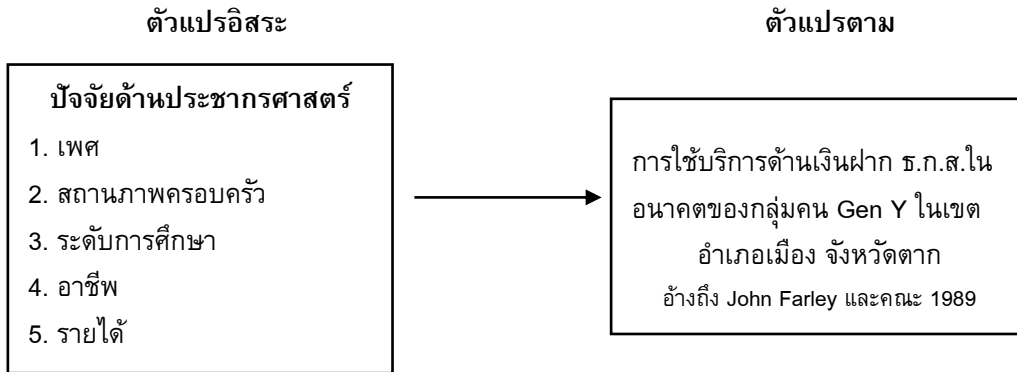 ตัวแปรอิสระ
ตัวแปรตาม
ปัจจัยด้านประชากรศาสตร์
1. เพศ
2. สถานภาพครอบครัว
3. ระดับการศึกษา
4. อาชีพ
5. รายได้
การใช้บริการด้านเงินฝาก ธ.ก.ส.ใน
อนาคตของกลุ่มคน Gen Y ในเขต
อำเภอเมือง จังหวัดตาก
อ้างถึง John Farley และคณะ 1989